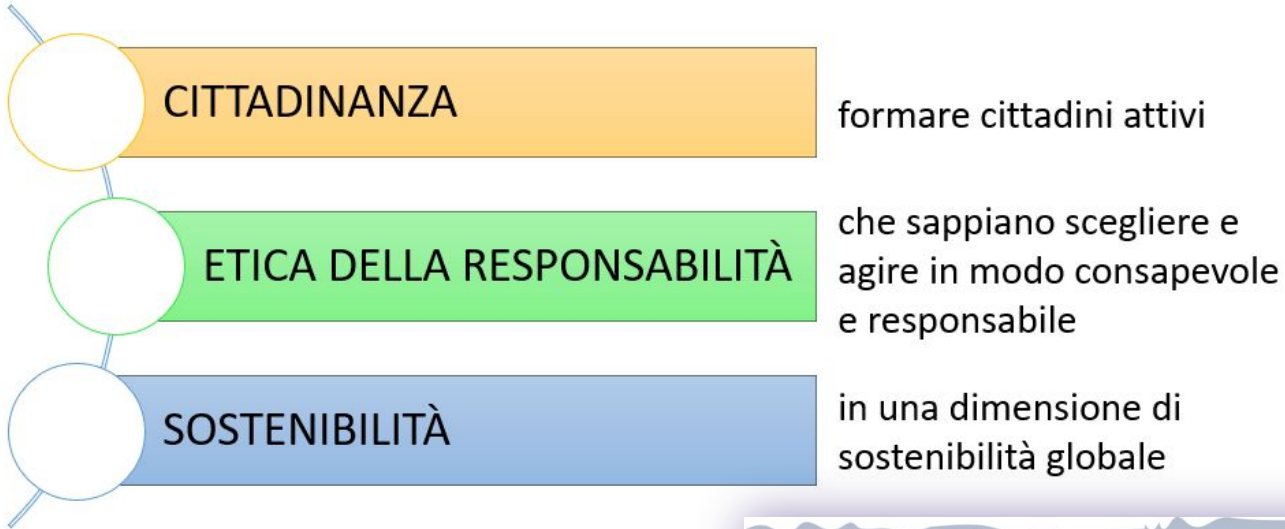 CITTADINANZA
formare cittadini attivi
ETICA DELLA RESPONSABILITÀ
che sappiano scegliere e
agire in modo consapevole
e responsabile
SOSTENIBILITÀ
in una dimensione di
sostenibilità globale